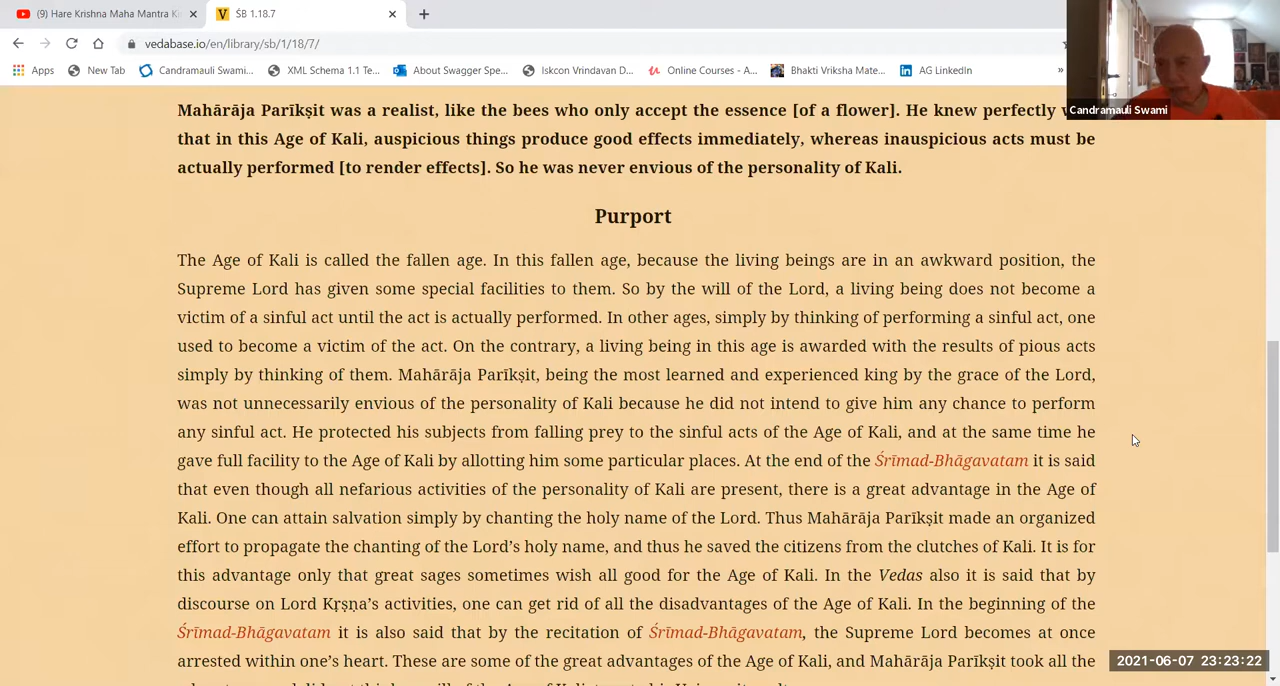 (9) Hare Krishna Maha Mantra K
ŚB 1.18.7
vedabase.io/en/library/sb/1/18/7/
Apps New Tab Candramauli Swami... XML Schema 1.1 Te... About Swagger Spe... Iskcon Vrindavan D... Online Courses - A... Bhakti Vriksha Mate... AG LinkedIn »
Candramauli Swami
Mahārāja Parīkṣit was a realist, like the bees who only accept the essence [of a flower]. He knew perfectly
that in this Age of Kali, auspicious things produce good effects immediately, whereas inauspicious acts must be
actually performed [to render effects]. So he was never envious of the personality of Kali.
Purport
The Age of Kali is called the fallen age. In this fallen age, because the living beings are in an awkward position, the
Supreme Lord has given some special facilities to them. So by the will of the Lord, a living being does not become a
victim of a sinful act until the act is actually performed. In other ages, simply by thinking of performing a sinful act, one
used to become a victim of the act. On the contrary, a living being in this age is awarded with the results of pious acts
simply by thinking of them. Mahārāja Parīkṣit, being the most learned and experienced king by the grace of the Lord,
was not unnecessarily envious of the personality of Kali because he did not intend to give him any chance to perform
any sinful act. He protected his subjects from falling prey to the sinful acts of the Age of Kali, and at the same time he
gave full facility to the Age of Kali by allotting him some particular places. At the end of the Śrīmad-Bhāgavatam it is said
that even though all nefarious activities of the personality of Kali are present, there is a great advantage in the Age of
Kali. One can attain salvation simply by chanting the holy name of the Lord. Thus Mahārāja Parīkṣit made an organized
effort to propagate the chanting of the Lord's holy name, and thus he saved the citizens from the clutches of Kali. It is for
this advantage only that great sages sometimes wish all good for the Age of Kali. In the Vedas also it is said that by
discourse on Lord Kṛṣṇa's activities, one can get rid of all the disadvantages of the Age of Kali. In the beginning of the
Śrīmad-Bhāgavatam it is also said that by the recitation of Śrīmad-Bhāgavatam, the Supreme Lord becomes at once
arrested within one's heart. These are some of the great advantages of the Age of Kali, and Mahārāja Parīkṣit took all the
2021-06-07 23:23:22